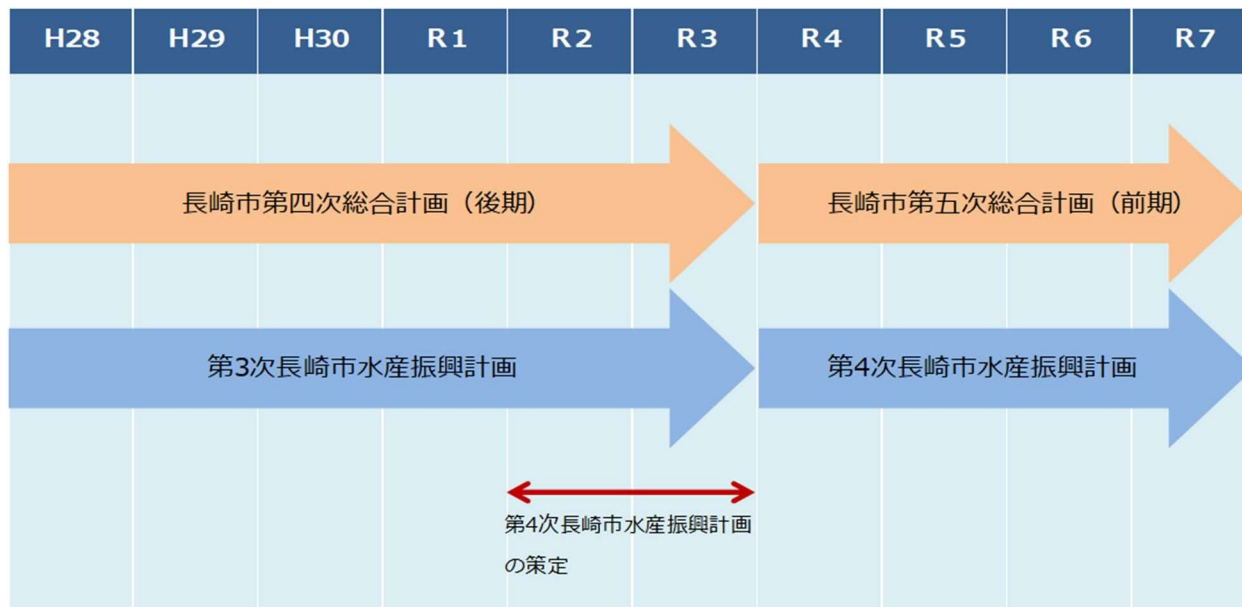 H28 H29 H30 R1 R2 R3 R4 R5 R6 R7
長崎市第四次総合計画（後期） 長崎市第五次総合計画（前期）
第3次長崎市水産振興計画 第4次長崎市水産振興計画
第4次長崎市水産振興計画
の策定